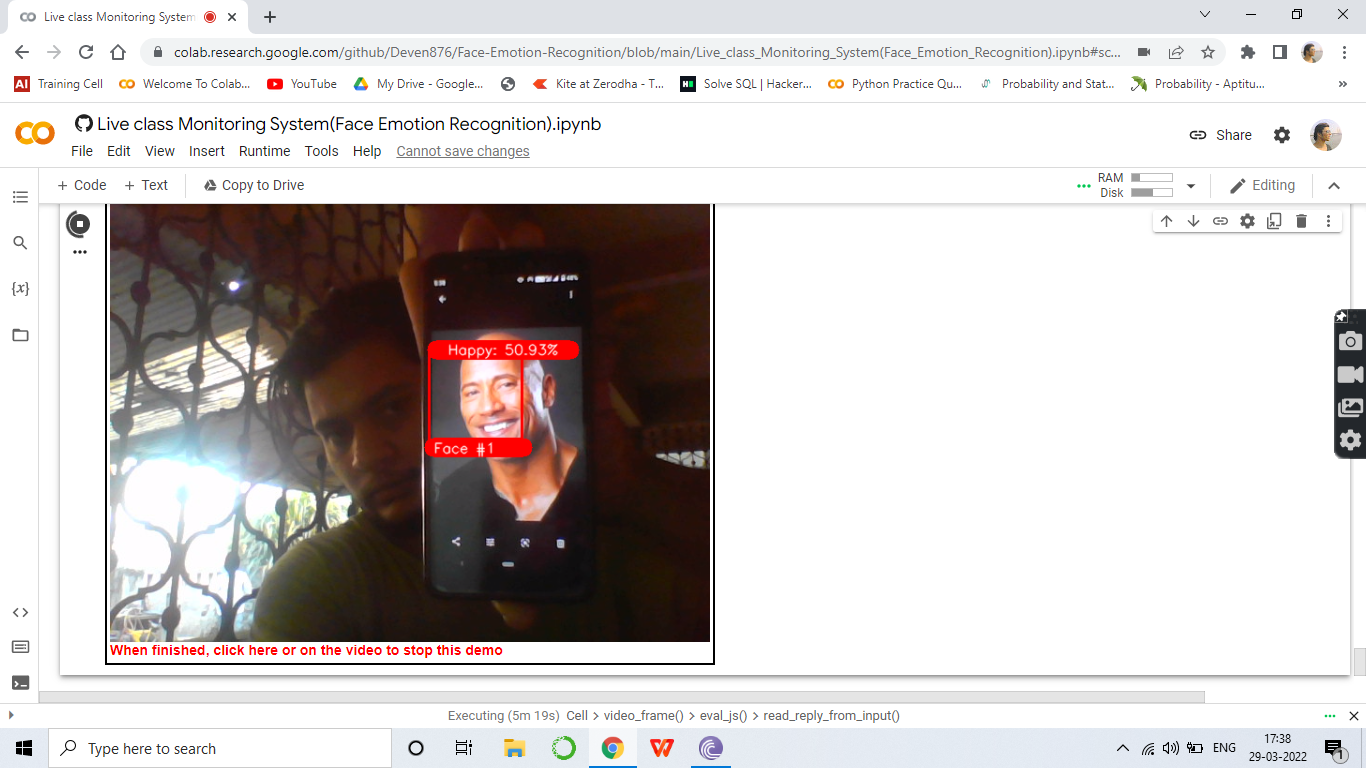 Live class Monitoring System
colab.research.google.com/github/Deven876/Face-Emotion-Recognition/blob/main/Live_class_Monitoring_System(Face_Emotion_Recognition).ipynb#sc...
AI Training Cell CO Welcome To Colab... YouTube My Drive - Google... Kite at Zerodha - T... H Solve SQL | Hacker... CO Python Practice Qu... Probability and Stat... Probability - Aptitu... »
CO Live class Monitoring System(Face Emotion Recognition).ipynb
Share
File Edit View Insert Runtime Tools Help Cannot save changes
+ Code + Text Copy to Drive
RAM
Disk
Editing
{x}
Happy: 50.93%
Face #1
When finished, click here or on the video to stop this demo
Executing (5m 19s) Cell > video_frame() > eval_js() > read_reply_from_input()
Type here to search
ENG
17:38
29-03-2022
1